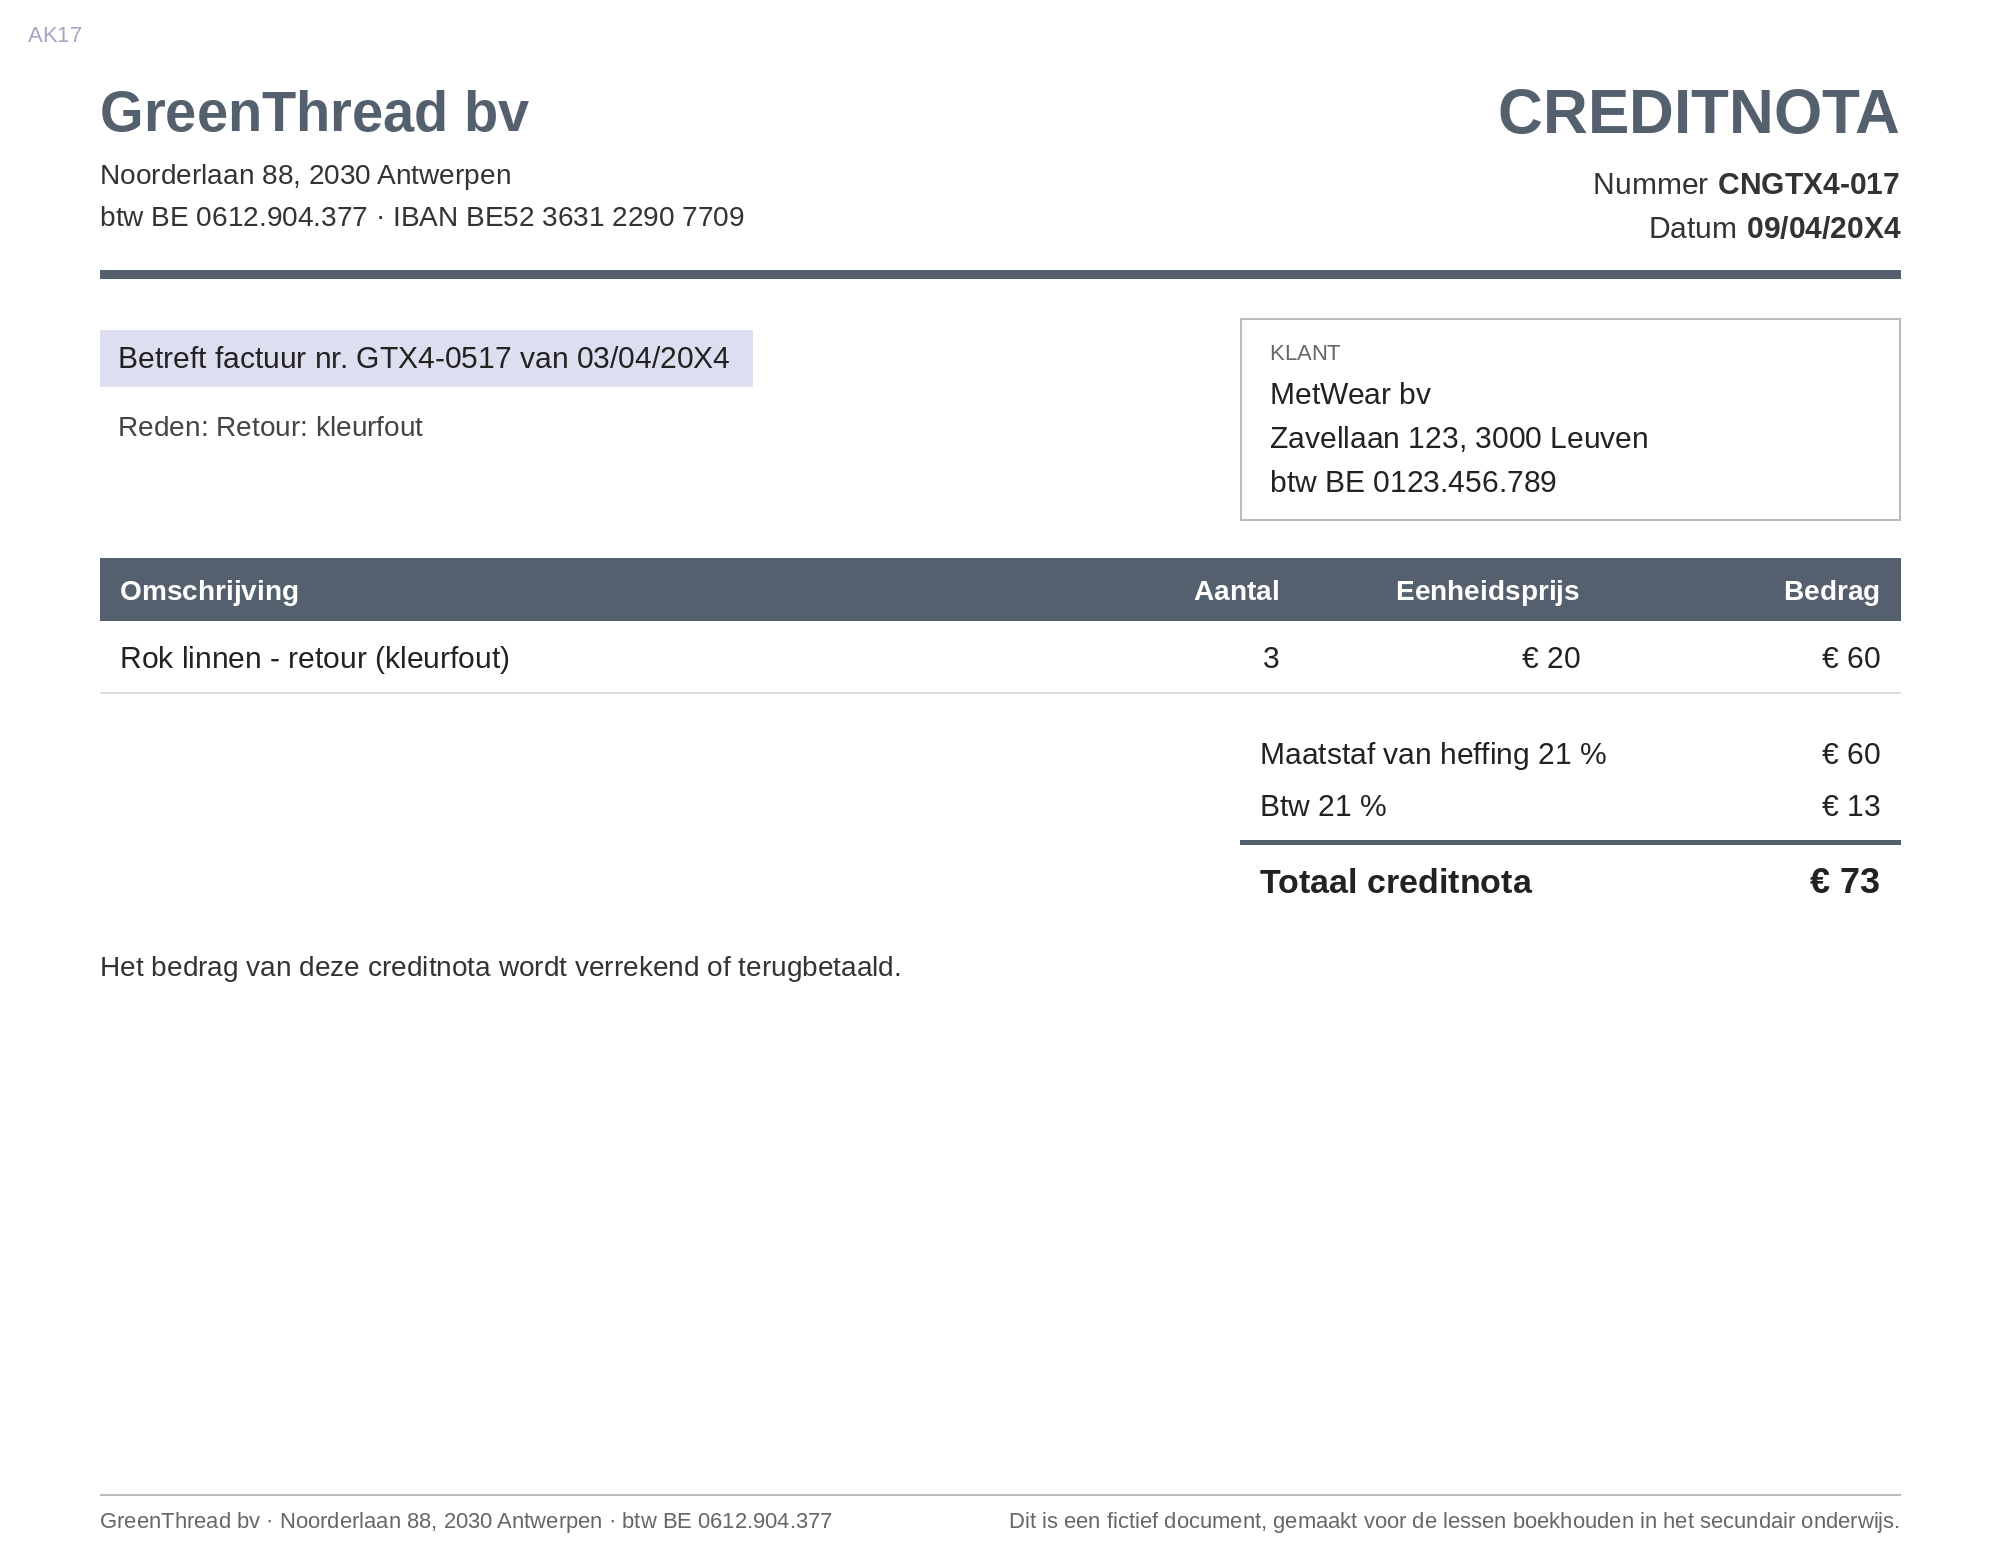 AK17
GreenThread bv
Noorderlaan 88, 2030 Antwerpen
btw BE 0612.904.377 · IBAN BE52 3631 2290 7709
CREDITNOTA
Nummer CNGTX4-017
Datum 09/04/20X4
Betreft factuur nr. GTX4-0517 van 03/04/20X4
Reden: Retour: kleurfout
KLANT
MetWear bv
Zavellaan 123, 3000 Leuven
btw BE 0123.456.789
Omschrijving Aantal Eenheidsprijs Bedrag
Rok linnen - retour (kleurfout) 3 € 20 € 60
Maatstaf van heffing 21 % € 60
Btw 21 % € 13
Totaal creditnota € 73
Het bedrag van deze creditnota wordt verrekend of terugbetaald.
GreenThread bv · Noorderlaan 88, 2030 Antwerpen · btw BE 0612.904.377
Dit is een fictief document, gemaakt voor de lessen boekhouden in het secundair onderwijs.